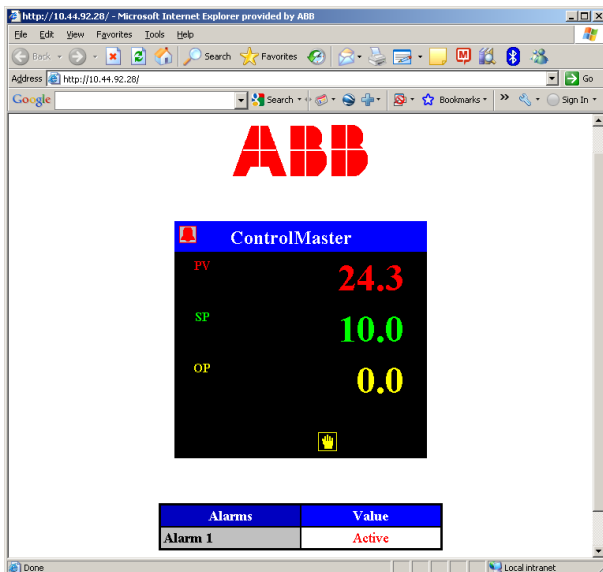 http://10.44.92.28/ - Microsoft Internet Explorer provided by ABB
File Edit View Favorites Tools Help
Back Search Favorites
Address http://10.44.92.28/ Go
Google Search Bookmarks Sign In
ABB
ControlMaster
PV 24.3
SP 10.0
OP 0.0
Alarms Value
Alarm 1 Active
Done Local intranet